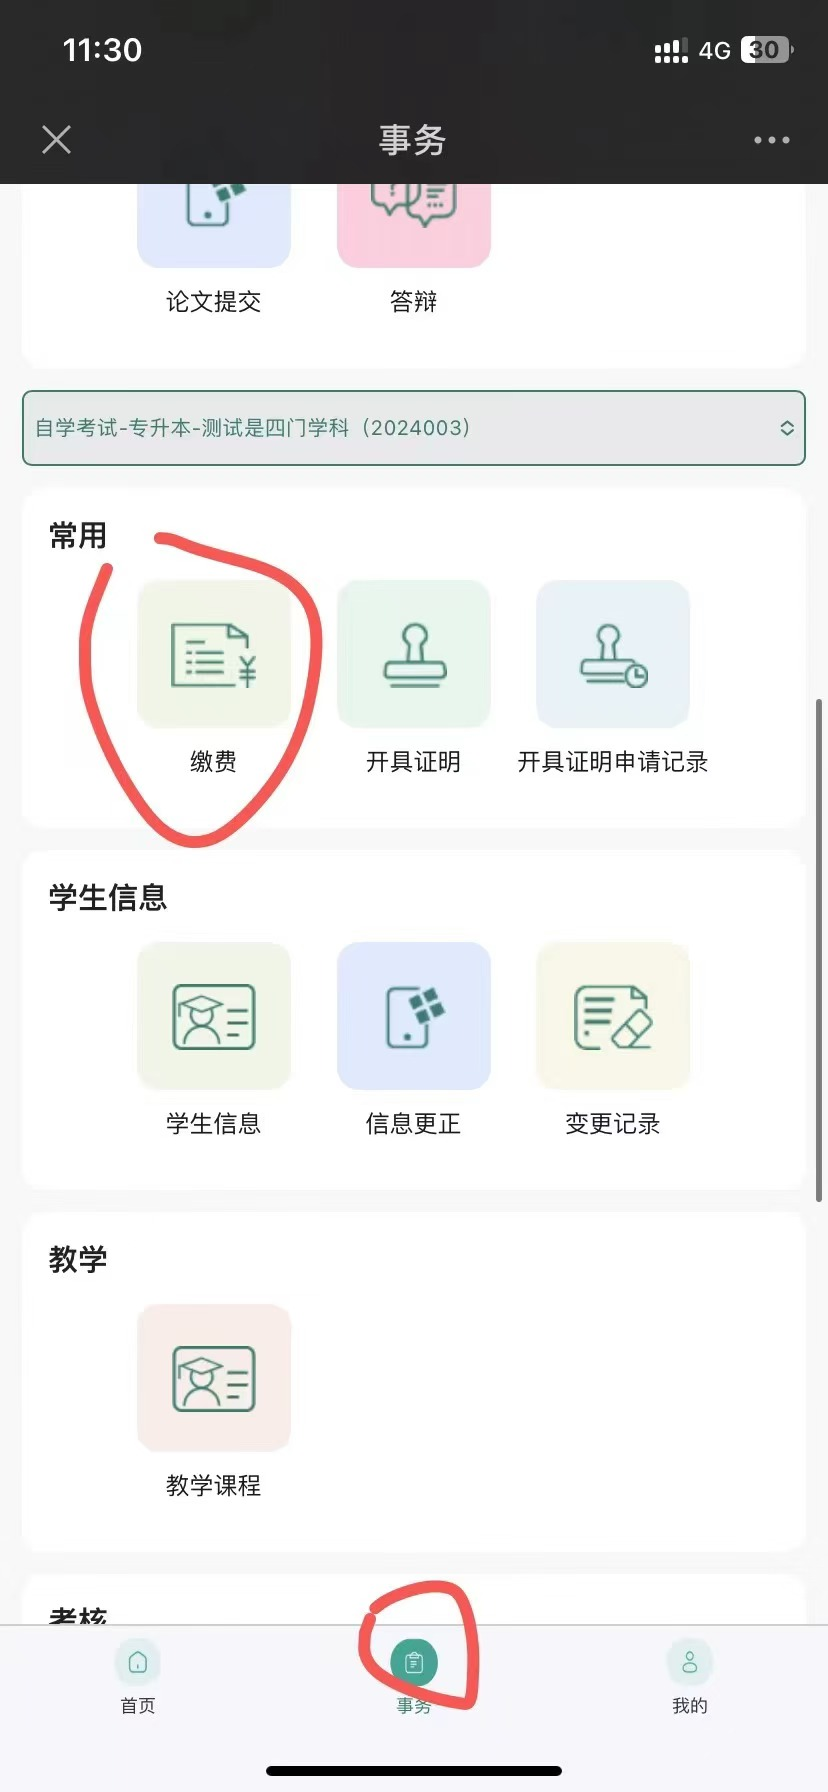 11:30 4G 30
事务
论文提交 答辩
自学考试-专升本-测试是四门学科（2024003）
常用
缴费 开具证明 开具证明申请记录
学生信息
学生信息 信息更正 变更记录
教学
教学课程
考核
首页 事务 我的